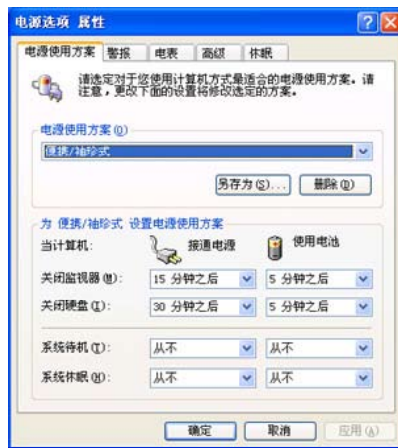 电源选项 属性
电源使用方案 警报 电表 高级 休眠
请选定对于您使用计算机方式最适合的电源使用方案。请
注意，更改下面的设置将修改选定的方案。
电源使用方案(O)
便携/袖珍式
另存为(S)... 删除(D)
为 便携/袖珍式 设置电源使用方案
当计算机: 接通电源 使用电池
关闭监视器(M): 15 分钟之后 5 分钟之后
关闭硬盘(I): 30 分钟之后 5 分钟之后
系统待机(T): 从不 从不
系统休眠(H): 从不 从不
确定 取消 应用(A)